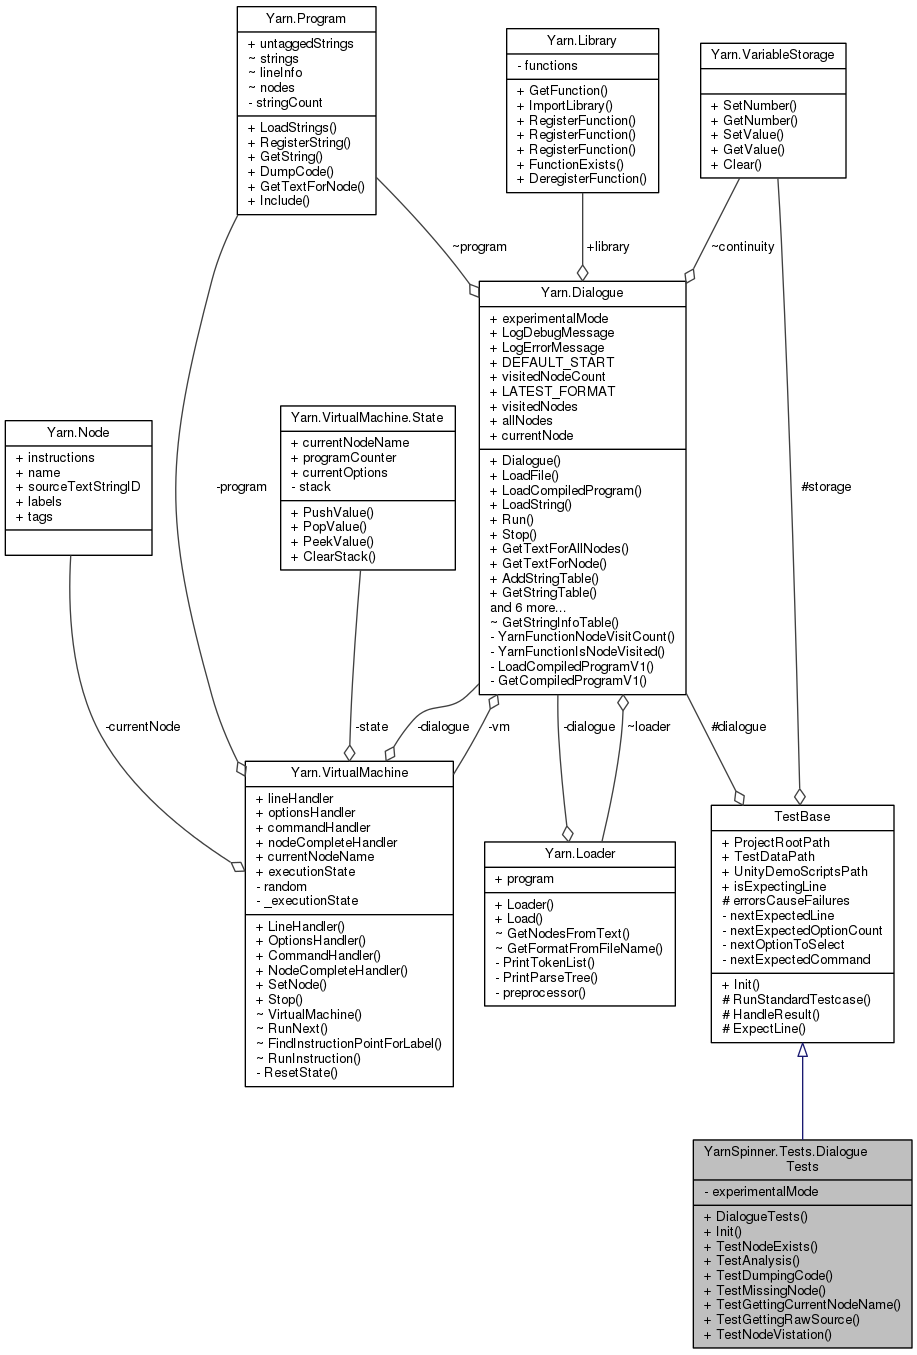 Yarn.Program
+ untaggedStrings
~ strings
~ lineInfo
~ nodes
- stringCount
+ LoadStrings()
+ RegisterString()
+ GetString()
+ DumpCode()
+ GetTextForNode()
+ Include()
Yarn.Library
- functions
+ GetFunction()
+ ImportLibrary()
+ RegisterFunction()
+ RegisterFunction()
+ RegisterFunction()
+ FunctionExists()
+ DeregisterFunction()
Yarn.VariableStorage
+ SetNumber()
+ GetNumber()
+ SetValue()
+ GetValue()
+ Clear()
~program
+library
~continuity
Yarn.Dialogue
+ experimentalMode
+ LogDebugMessage
+ LogErrorMessage
+ DEFAULT_START
+ visitedNodeCount
+ LATEST_FORMAT
+ visitedNodes
+ allNodes
+ currentNode
+ Dialogue()
+ LoadFile()
+ LoadCompiledProgram()
+ LoadString()
+ Run()
+ Stop()
+ GetTextForAllNodes()
+ GetTextForNode()
+ AddStringTable()
+ GetStringTable()
and 6 more...
~ GetStringInfoTable()
- YarnFunctionNodeVisitCount()
- YarnFunctionIsNodeVisited()
- LoadCompiledProgramV1()
- GetCompiledProgramV1()
Yarn.Node
+ instructions
+ name
+ sourceTextStringID
+ labels
+ tags
-program
Yarn.VirtualMachine.State
+ currentNodeName
+ programCounter
+ currentOptions
- stack
+ PushValue()
+ PopValue()
+ PeekValue()
+ ClearStack()
#storage
-currentNode
-state
-dialogue
-vm
-dialogue
~loader
#dialogue
Yarn.VirtualMachine
+ lineHandler
+ optionsHandler
+ commandHandler
+ nodeCompleteHandler
+ currentNodeName
+ executionState
- random
- _executionState
+ LineHandler()
+ OptionsHandler()
+ CommandHandler()
+ NodeCompleteHandler()
+ SetNode()
+ Stop()
~ VirtualMachine()
~ RunNext()
~ FindInstructionPointForLabel()
~ RunInstruction()
- ResetState()
Yarn.Loader
+ program
+ Loader()
+ Load()
~ GetNodesFromText()
~ GetFormatFromFileName()
- PrintTokenList()
- PrintParseTree()
- preprocessor()
TestBase
+ ProjectRootPath
+ TestDataPath
+ UnityDemoScriptsPath
+ isExpectingLine
# errorsCauseFailures
- nextExpectedLine
- nextExpectedOptionCount
- nextOptionToSelect
- nextExpectedCommand
+ Init()
# RunStandardTestcase()
# HandleResult()
# ExpectLine()
YarnSpinner.Tests.Dialogue
Tests
- experimentalMode
+ DialogueTests()
+ Init()
+ TestNodeExists()
+ TestAnalysis()
+ TestDumpingCode()
+ TestMissingNode()
+ TestGettingCurrentNodeName()
+ TestGettingRawSource()
+ TestNodeVistation()